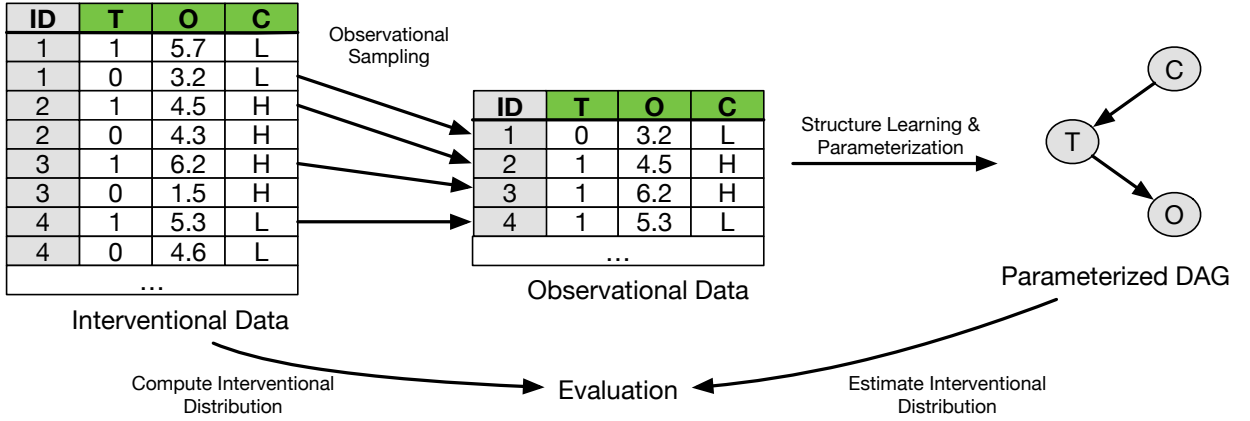 ID T O C
1 1 5.7 L
1 0 3.2 L
2 1 4.5 H
2 0 4.3 H
3 1 6.2 H
3 0 1.5 H
4 1 5.3 L
4 0 4.6 L
...
Interventional Data
Observational
Sampling
ID T O C
1 0 3.2 L
2 1 4.5 H
3 1 6.2 H
4 1 5.3 L
...
Observational Data
Structure Learning &
Parameterization
C
T
O
Parameterized DAG
Compute Interventional
Distribution
Evaluation
Estimate Interventional
Distribution